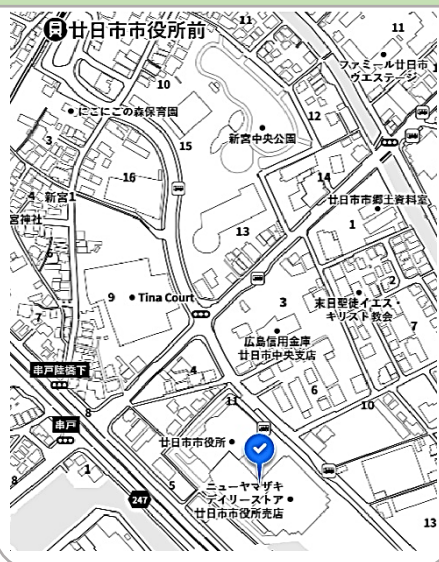 廿日市市役所前
11
11
ファミール廿日市
ヴエステージ
10
にこにこの森保育園
12
新宮中央公園
15
3
16
14
4
新宮1
宮神社
廿日市市郷土資料室
13
1
6
2
9
Tina Court
3
末日聖徒イエス・
キリスト教会
7
7
広島信用金庫
廿日市中央支店
串戸陸橋下
4
6
8
11
10
串戸
廿日市市役所
8
1
5
ニューヤマザキ
デイリーストア
廿日市市役所売店
247
13